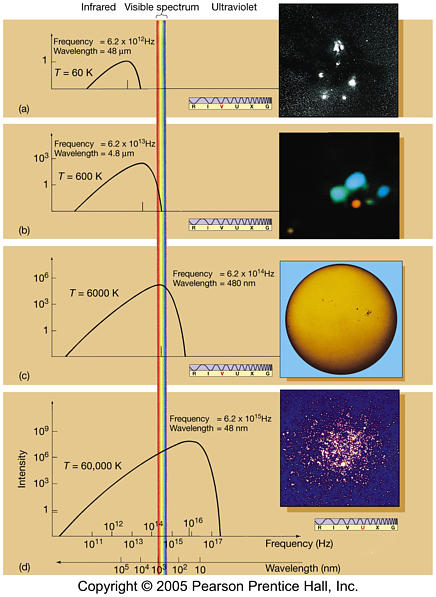 Infrared Visible spectrum Ultraviolet
Frequency = 6.2 x 10¹²Hz
Wavelength = 48 μm
1
T = 60 K
R I V U X G
(a)
Frequency = 6.2 x 10¹³Hz
Wavelength = 4.8 μm
10³
T = 600 K
1
R I V U X G
(b)
Frequency = 6.2 x 10¹⁴Hz
Wavelength = 480 nm
10⁶
T = 6000 K
10³
1
R I V U X G
(c)
Frequency = 6.2 x 10¹⁵Hz
Wavelength = 48 nm
10⁹
10⁶
T = 60,000 K
10³
1
Intensity
R I V U X G
10¹² 10¹⁴ 10¹⁶
10¹¹ 10¹³ 10¹⁵ 10¹⁷ Frequency (Hz)
(d) 10⁵ 10⁴ 10³ 10² 10 Wavelength (nm)
Copyright © 2005 Pearson Prentice Hall, Inc.